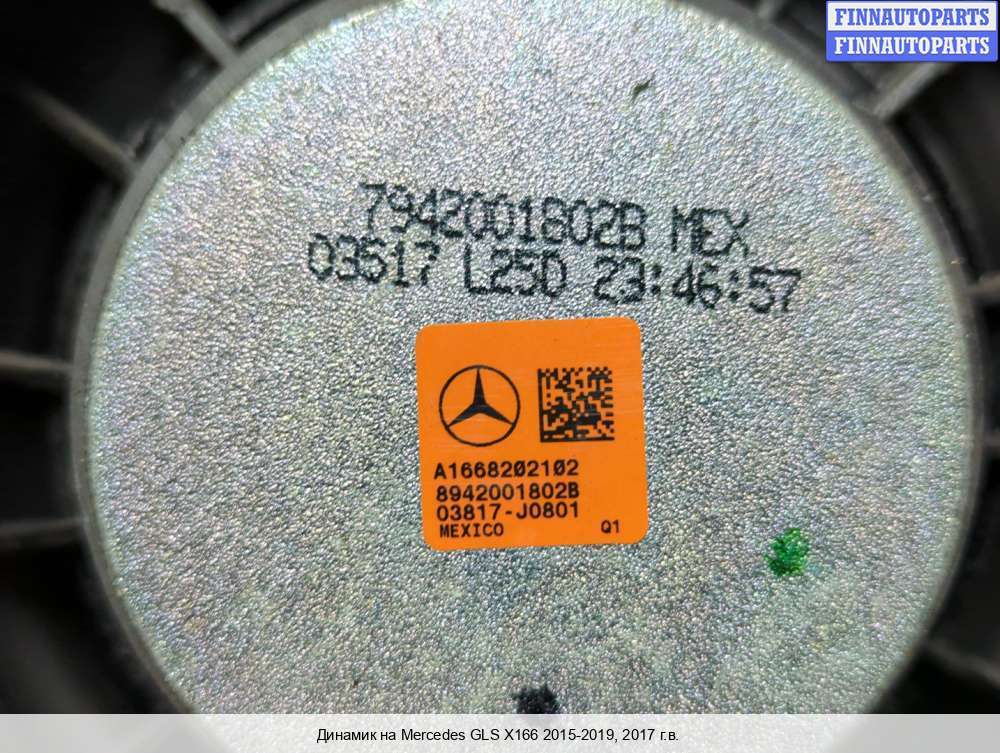 FINNAUTOPARTS
FINNAUTOPARTS
7942001802B MEX
03617 L25D 23:46:57
A1668202102
8942001802B
03817-J0801
MEXICO Q1
Динамик на Mercedes GLS X166 2015-2019, 2017 г.в.